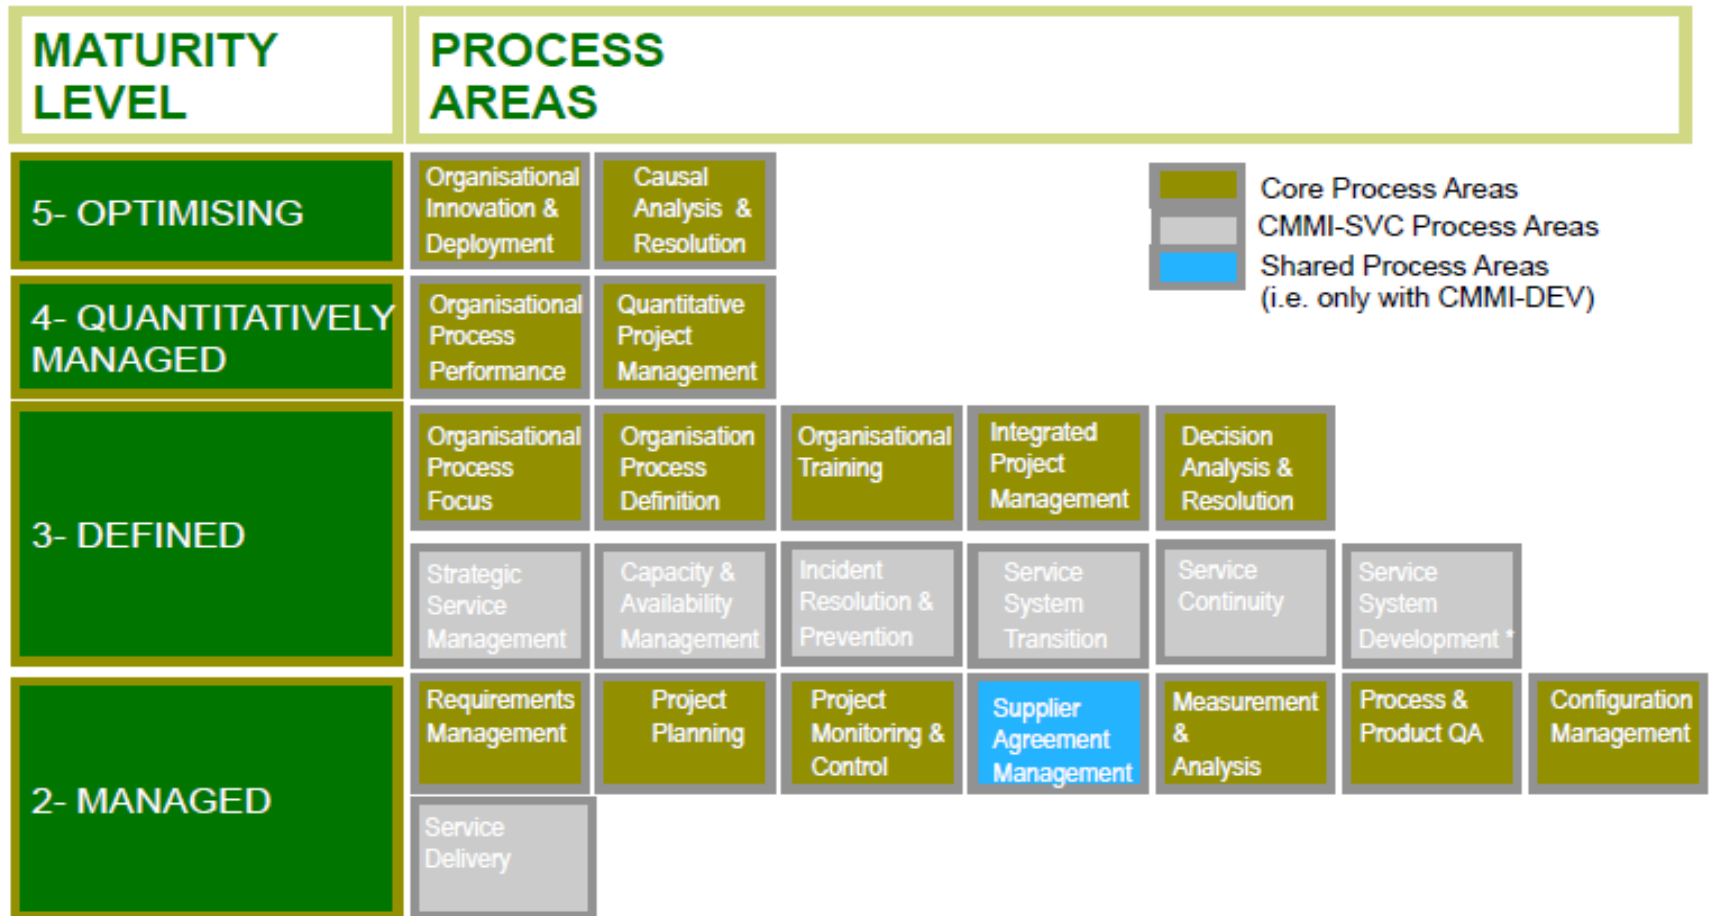 MATURITY
LEVEL
PROCESS
AREAS
5- OPTIMISING
Organisational
Innovation &
Deployment
Causal
Analysis &
Resolution
Core Process Areas
CMMI-SVC Process Areas
Shared Process Areas
(i.e. only with CMMI-DEV)
4- QUANTITATIVELY
MANAGED
Organisational
Process
Performance
Quantitative
Project
Management
3- DEFINED
Organisational
Process
Focus
Organisation
Process
Definition
Organisational
Training
Integrated
Project
Management
Decision
Analysis &
Resolution
Strategic
Service
Management
Capacity &
Availability
Management
Incident
Resolution &
Prevention
Service
System
Transition
Service
Continuity
Service
System
Development *
2- MANAGED
Requirements
Management
Project
Planning
Project
Monitoring &
Control
Supplier
Agreement
Management
Measurement
&
Analysis
Process &
Product QA
Configuration
Management
Service
Delivery